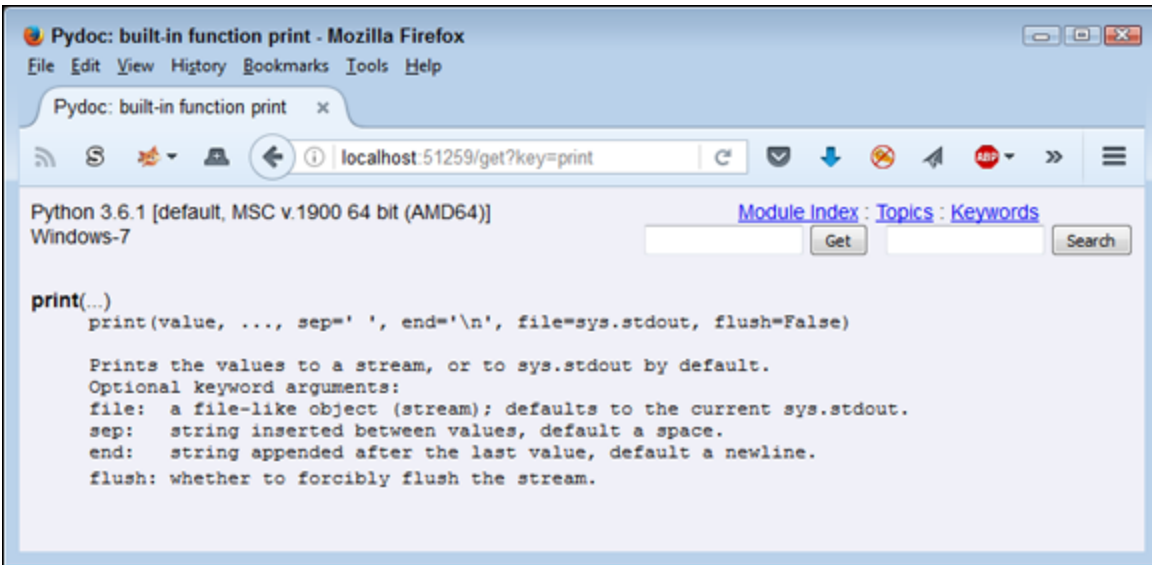 Pydoc: built-in function print - Mozilla Firefox
File Edit View History Bookmarks Tools Help
Pydoc: built-in function print ×
S localhost:51259/get?key=print ABP »
Python 3.6.1 [default, MSC v.1900 64 bit (AMD64)]
Windows-7
Module Index : Topics : Keywords
Get Search
print(...)
print(value, ..., sep=' ', end='\n', file=sys.stdout, flush=False)
Prints the values to a stream, or to sys.stdout by default.
Optional keyword arguments:
file: a file-like object (stream); defaults to the current sys.stdout.
sep: string inserted between values, default a space.
end: string appended after the last value, default a newline.
flush: whether to forcibly flush the stream.